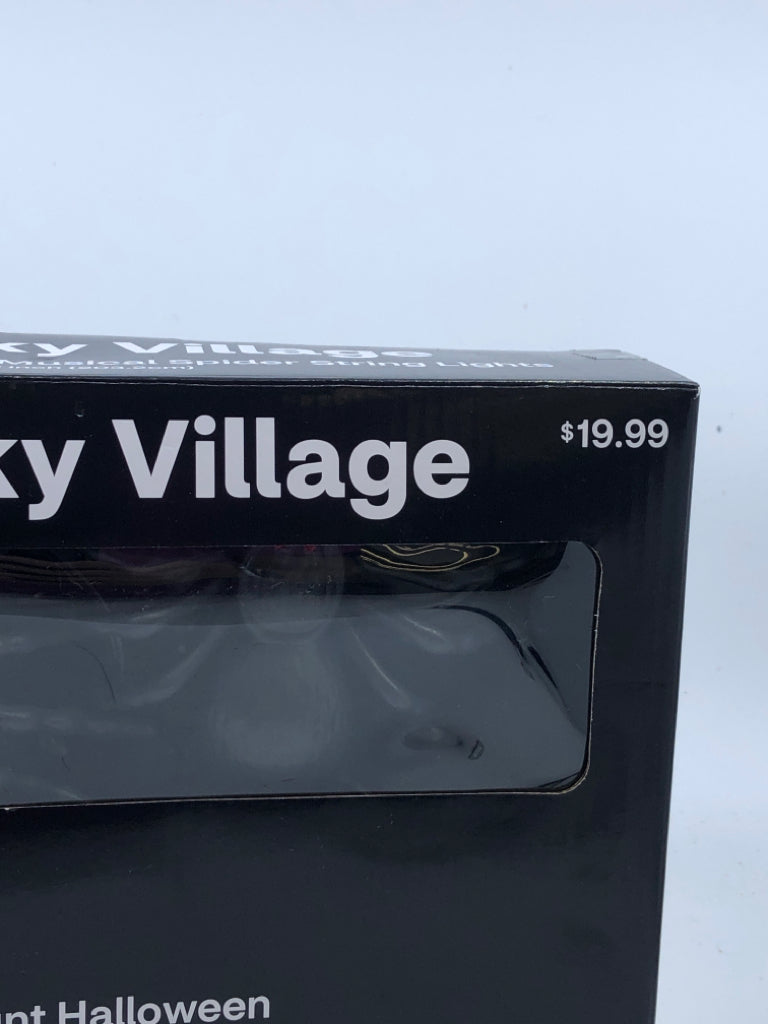 ky Village
Musical Spider String Lights
ky Village
$19.99
nt Halloween